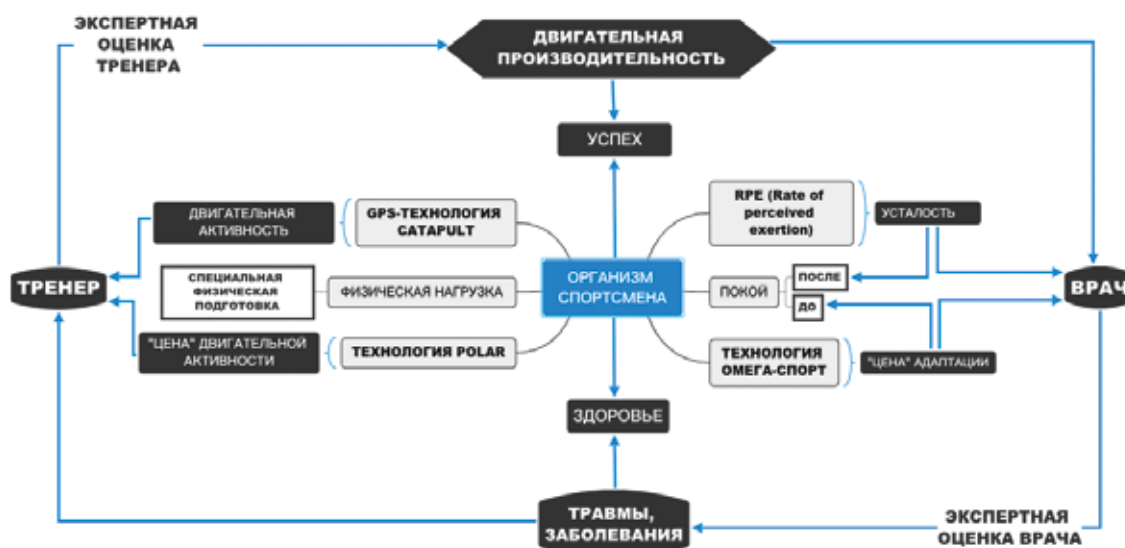 ЭКСПЕРТНАЯ
ОЦЕНКА
ТРЕНЕРА
ДВИГАТЕЛЬНАЯ
ПРОИЗВОДИТЕЛЬНОСТЬ
УСПЕХ
ДВИГАТЕЛЬНАЯ
АКТИВНОСТЬ
GPS-ТЕХНОЛОГИЯ
CATAPULT
RPE (Rate of
perceived
exertion)
УСТАЛОСТЬ
ТРЕНЕР
СПЕЦИАЛЬНАЯ
ФИЗИЧЕСКАЯ
ПОДГОТОВКА
ФИЗИЧЕСКАЯ НАГРУЗКА
ОРГАНИЗМ
СПОРТСМЕНА
ПОКОЙ
ПОСЛЕ
ДО
ВРАЧ
"ЦЕНА" ДВИГАТЕЛЬНОЙ
АКТИВНОСТИ
ТЕХНОЛОГИЯ POLAR
ТЕХНОЛОГИЯ
ОМЕГА-СПОРТ
"ЦЕНА" АДАПТАЦИИ
ЗДОРОВЬЕ
ТРАВМЫ,
ЗАБОЛЕВАНИЯ
ЭКСПЕРТНАЯ
ОЦЕНКА ВРАЧА